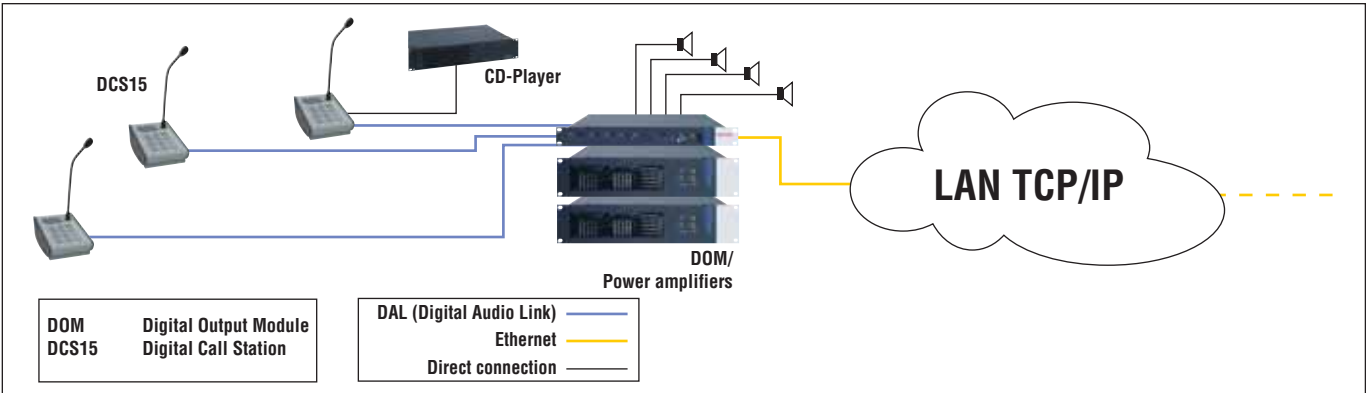 DCS15
CD-Player
LAN TCP/IP
DOM/
Power amplifiers
DOM Digital Output Module
DCS15 Digital Call Station
DAL (Digital Audio Link)
Ethernet
Direct connection